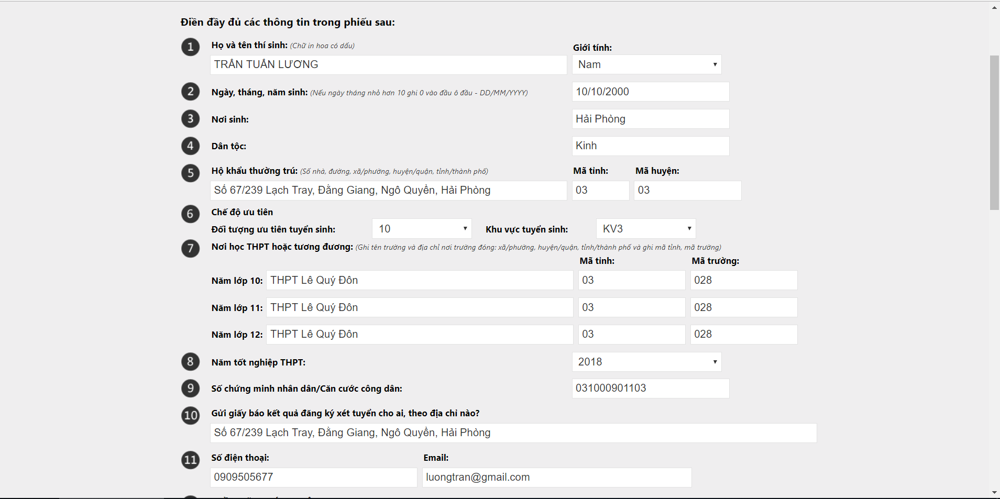 Điền đầy đủ các thông tin trong phiếu sau:
1 Họ và tên thí sinh: (Chữ in hoa có dấu) Giới tính:
TRẦN TUẤN LƯƠNG Nam
2 Ngày, tháng, năm sinh: (Nếu ngày tháng nhỏ hơn 10 ghi 0 vào đầu ô đầu - DD/MM/YYYY) 10/10/2000
3 Nơi sinh: Hải Phòng
4 Dân tộc: Kinh
5 Hộ khẩu thường trú: (Số nhà, đường, xã/phường, huyện/quận, tỉnh/thành phố) Mã tỉnh: Mã huyện:
Số 67/239 Lạch Tray, Đằng Giang, Ngô Quyền, Hải Phòng 03 03
6 Chế độ ưu tiên
Đối tượng ưu tiên tuyển sinh: 10 Khu vực tuyển sinh: KV3
7 Nơi học THPT hoặc tương đương: (Ghi tên trường và địa chỉ nơi trường đóng: xã/phường, huyện/quận, tỉnh/thành phố và ghi mã tỉnh, mã trường)
Mã tỉnh: Mã trường:
Năm lớp 10: THPT Lê Quý Đôn 03 028
Năm lớp 11: THPT Lê Quý Đôn 03 028
Năm lớp 12: THPT Lê Quý Đôn 03 028
8 Năm tốt nghiệp THPT: 2018
9 Số chứng minh nhân dân/Căn cước công dân: 031000901103
10 Gửi giấy báo kết quả đăng ký xét tuyển cho ai, theo địa chỉ nào?
Số 67/239 Lạch Tray, Đằng Giang, Ngô Quyền, Hải Phòng
11 Số điện thoại: Email:
0909505677 luongtran@gmail.com